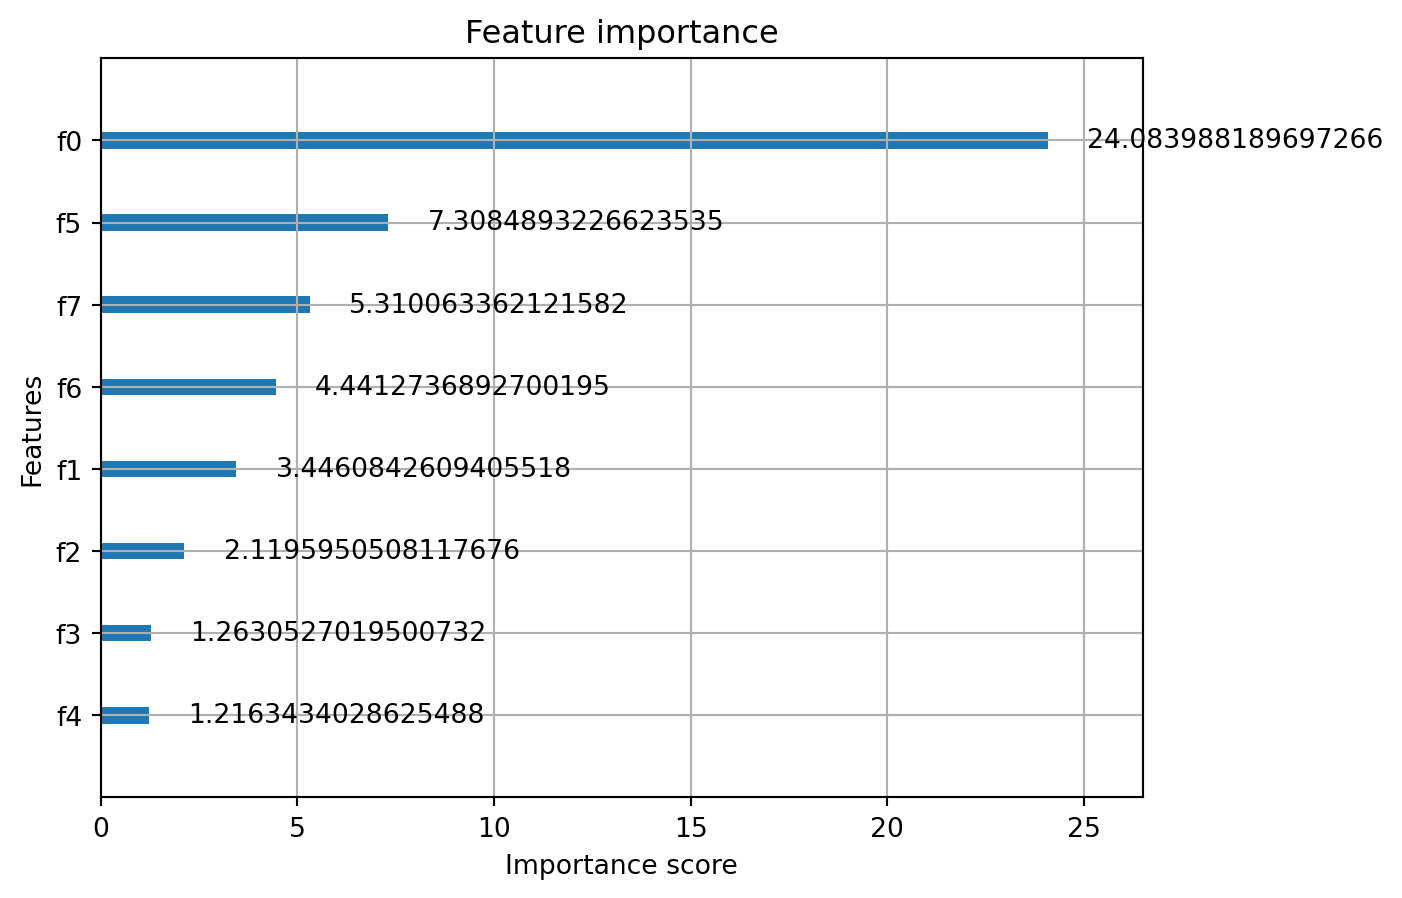 Feature importance
f0 24.083988189697266
f5 7.3084893226623535
f7 5.310063362121582
f6 4.4412736892700195
f1 3.4460842609405518
f2 2.1195950508117676
f3 1.2630527019500732
f4 1.2163434028625488
Features
0 5 10 15 20 25
Importance score